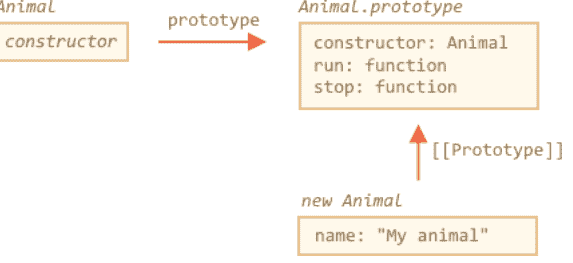 Animal
constructor
prototype
Animal.prototype
constructor: Animal
run: function
stop: function
[[Prototype]]
new Animal
name: "My animal"